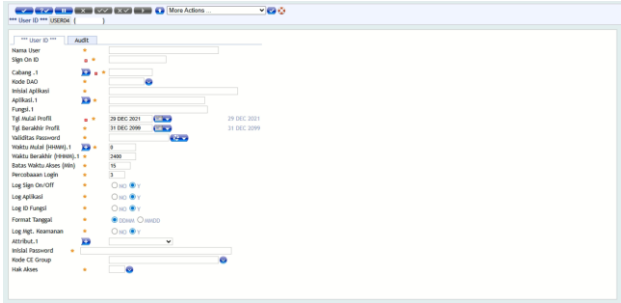 More Actions ...
*** User ID *** USER04 {            }
*** User ID *** Audit
Nama User
Sign On ID
Cabang .1
Kode DAO
Inisial Aplikasi
Aplikasi.1
Fungsi.1
Tgl Mulai Profil 29 DEC 2021 29 DEC 2021
Tgl Berakhir Profil 31 DEC 2099 31 DEC 2099
Validitas Password
Waktu Mulai (HHMM).1 0
Waktu Berakhir (HHMM).1 2400
Batas Waktu Akses (Min) 15
Percobaaan Login 3
Log Sign On/Off NO Y
Log Aplikasi NO Y
Log ID Fungsi NO Y
Format Tanggal DDMM MMDD
Log Mgt. Keamanan NO Y
Attribut.1
Inisial Password
Kode CE Group
Hak Akses